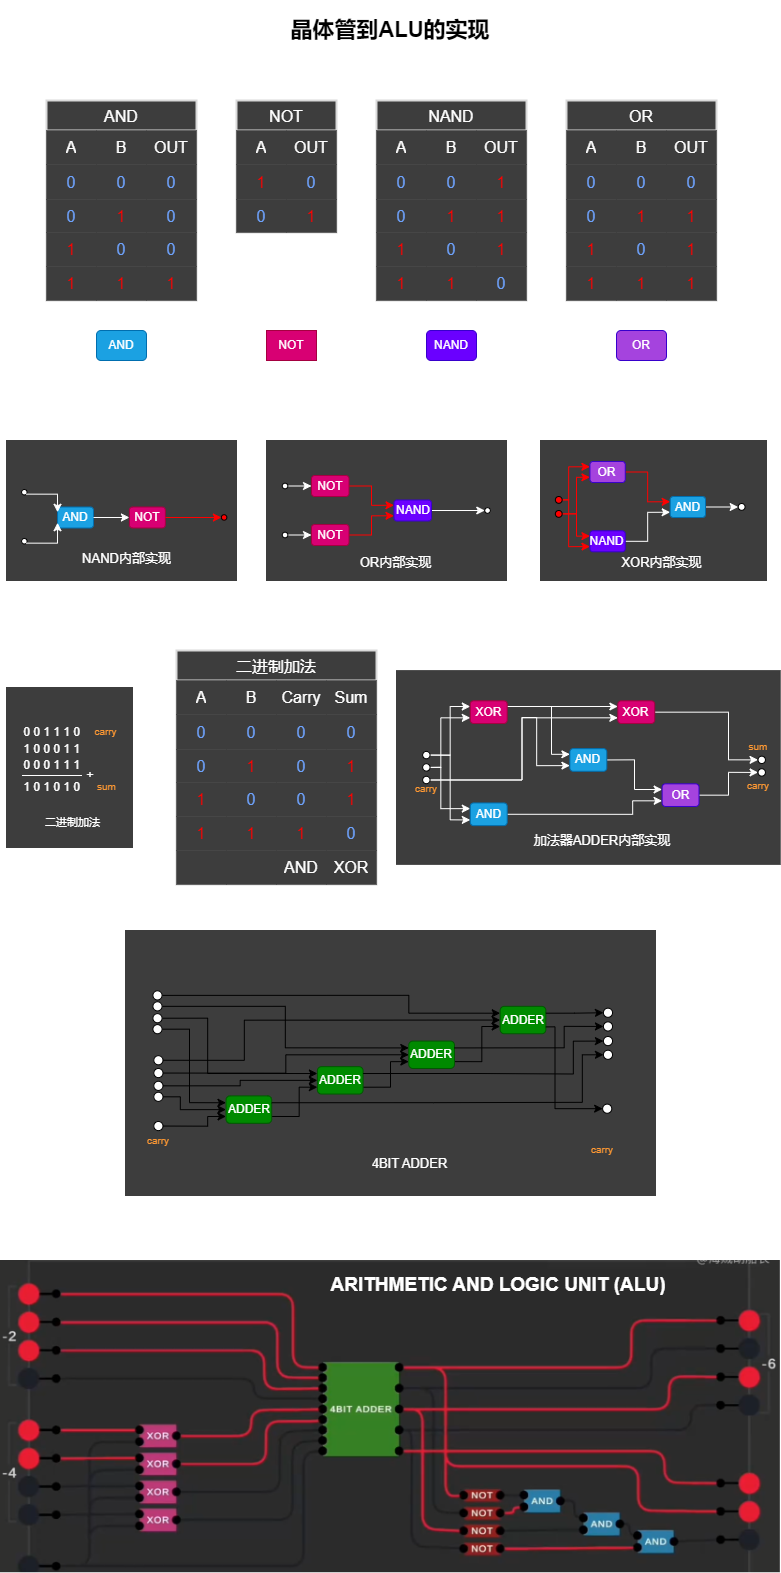 晶体管到ALU的实现
AND
A B OUT
0 0 0
0 1 0
1 0 0
1 1 1
NOT
A OUT
1 0
0 1
NAND
A B OUT
0 0 1
0 1 1
1 0 1
1 1 0
OR
A B OUT
0 0 0
0 1 1
1 0 1
1 1 1
AND
NOT
NAND
OR
AND
NOT
NAND内部实现
NOT
NOT
NAND
OR内部实现
OR
NAND
AND
XOR内部实现
001110 carry
100011
000111
+
101010 sum
二进制加法
二进制加法
A B Carry Sum
0 0 0 0
0 1 0 1
1 0 0 1
1 1 1 0
AND XOR
XOR
XOR
AND
OR
AND
carry
sum
carry
加法器ADDER内部实现
ADDER
ADDER
ADDER
ADDER
carry
carry
4BIT ADDER
ARITHMETIC AND LOGIC UNIT (ALU)
-2
-4
-6
4BIT ADDER
XOR
XOR
XOR
XOR
NOT
NOT
NOT
NOT
AND
AND
AND